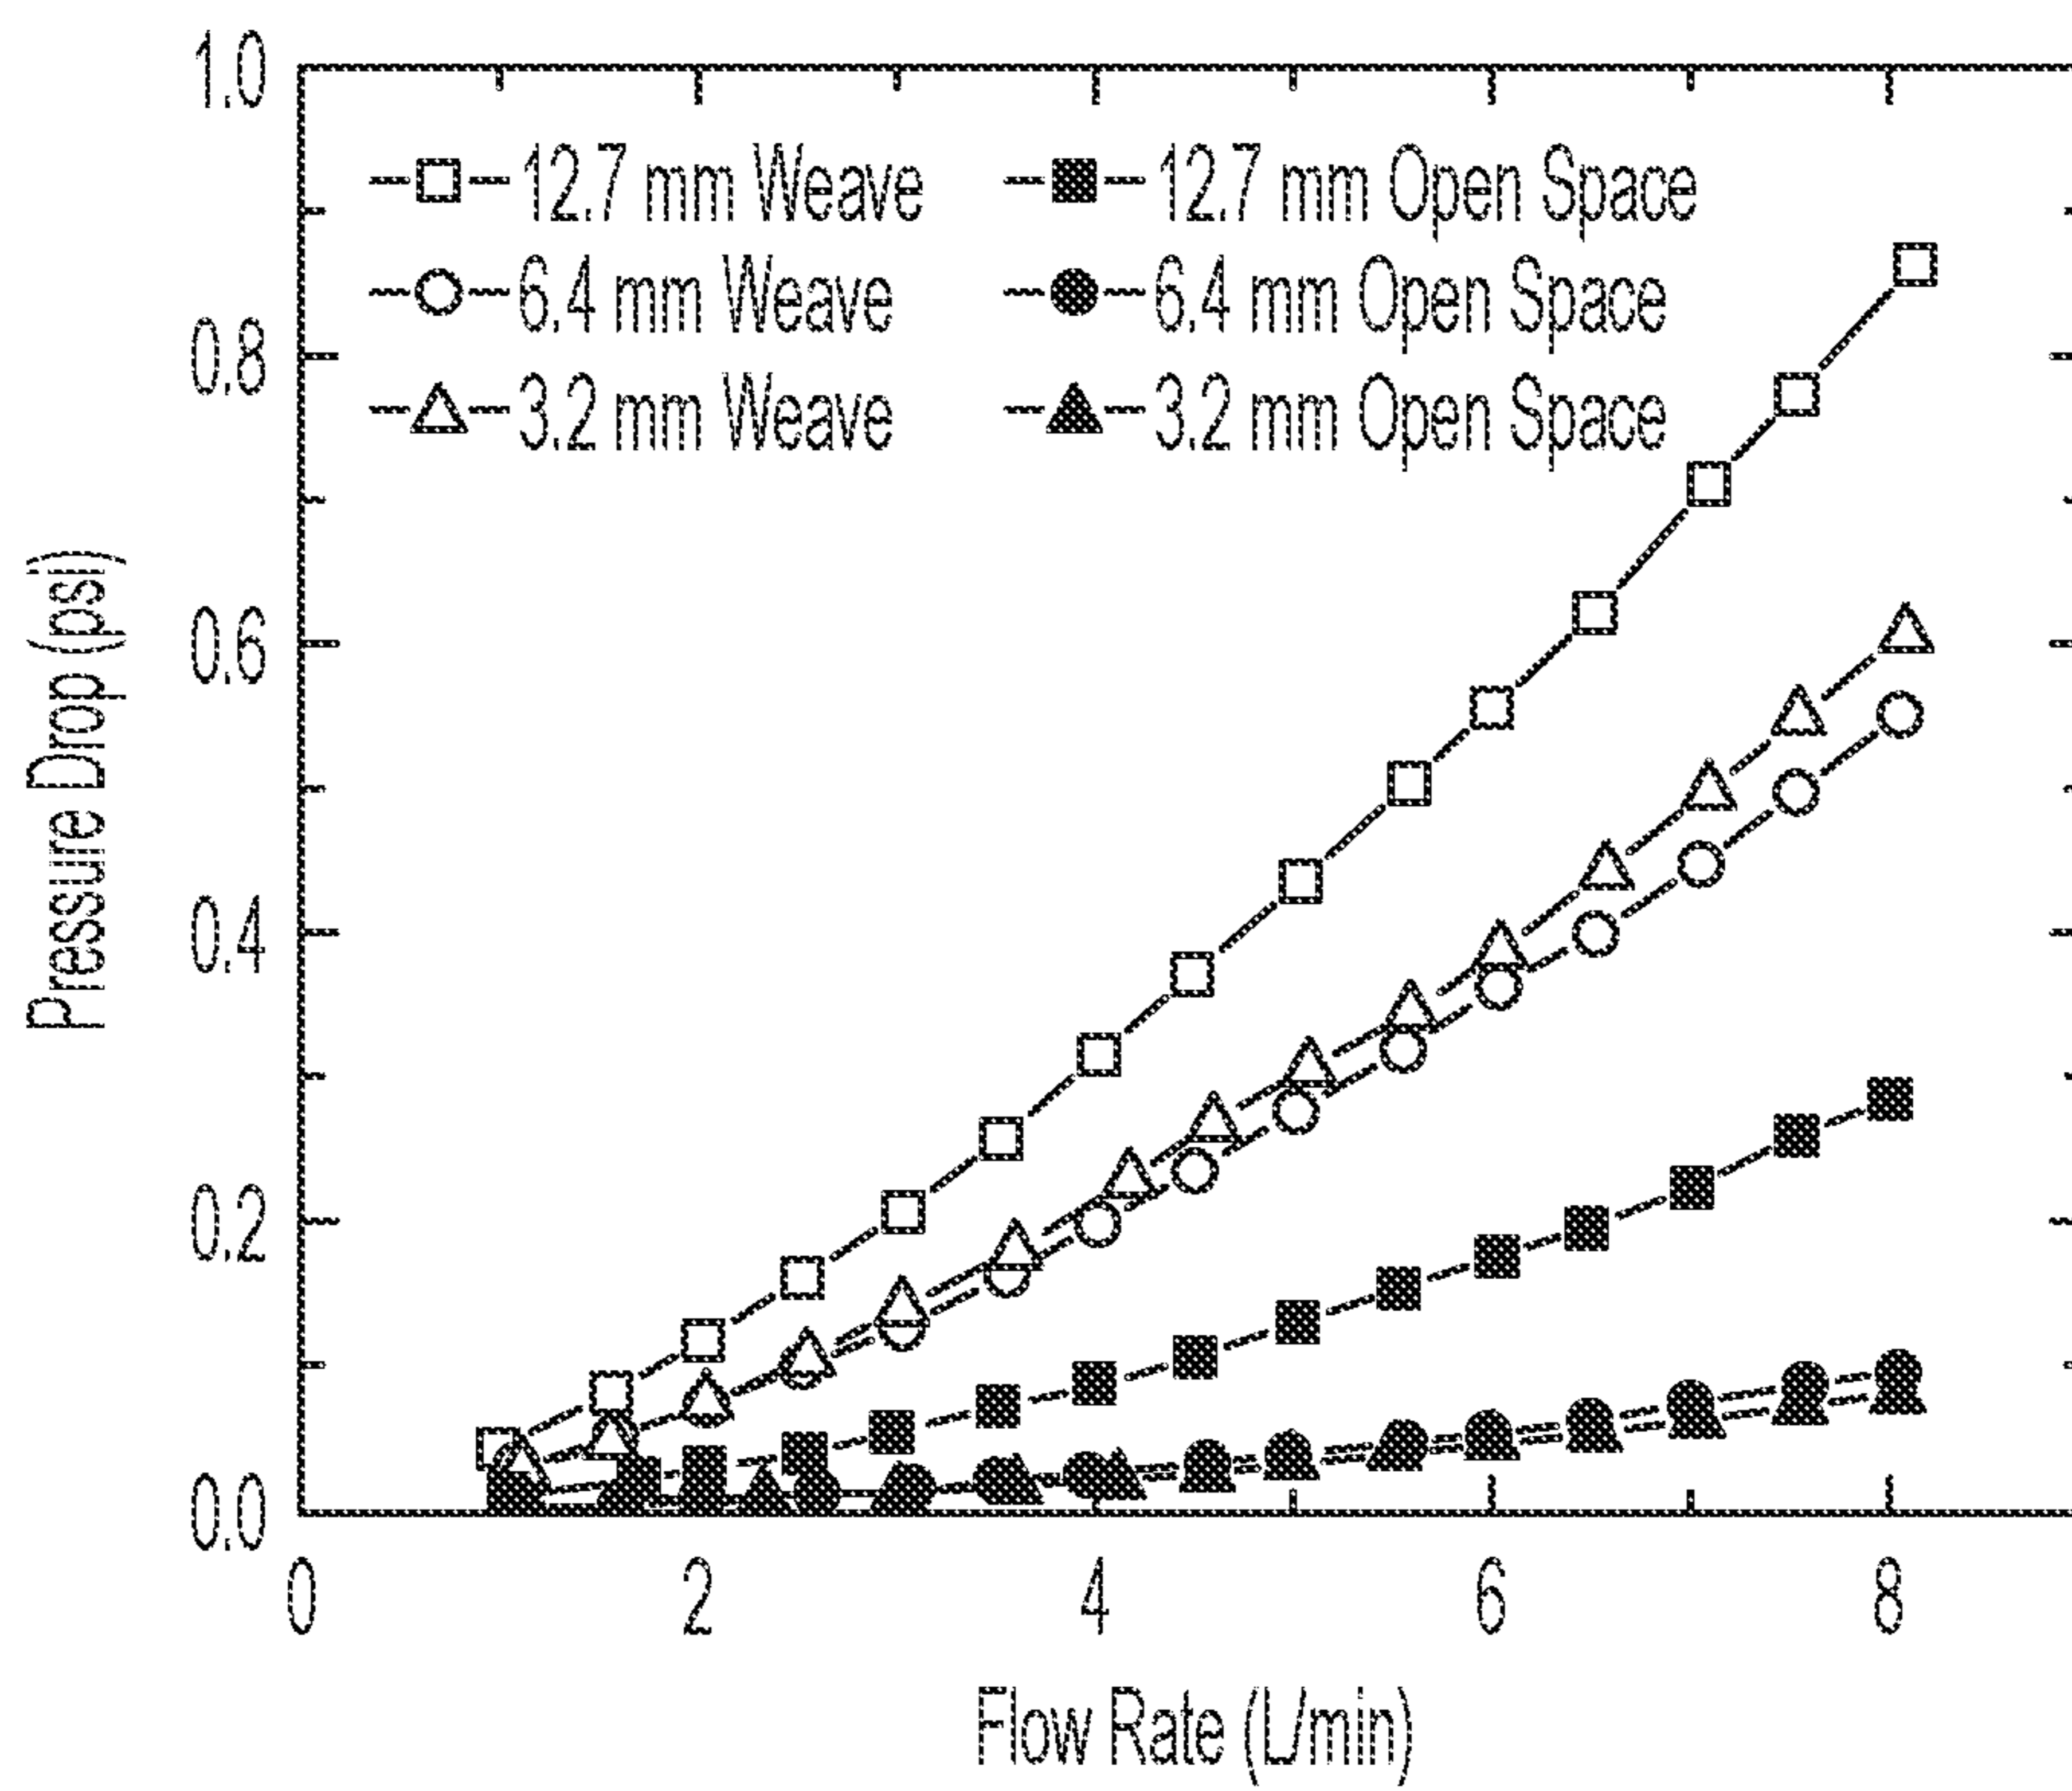 1.0
0.8
0.6
0.4
0.2
0.0
Pressure Drop (psi)
12.7 mm Weave
6.4 mm Weave
3.2 mm Weave
12.7 mm Open Space
6.4 mm Open Space
3.2 mm Open Space
0 2 4 6 8
Flow Rate (L/min)